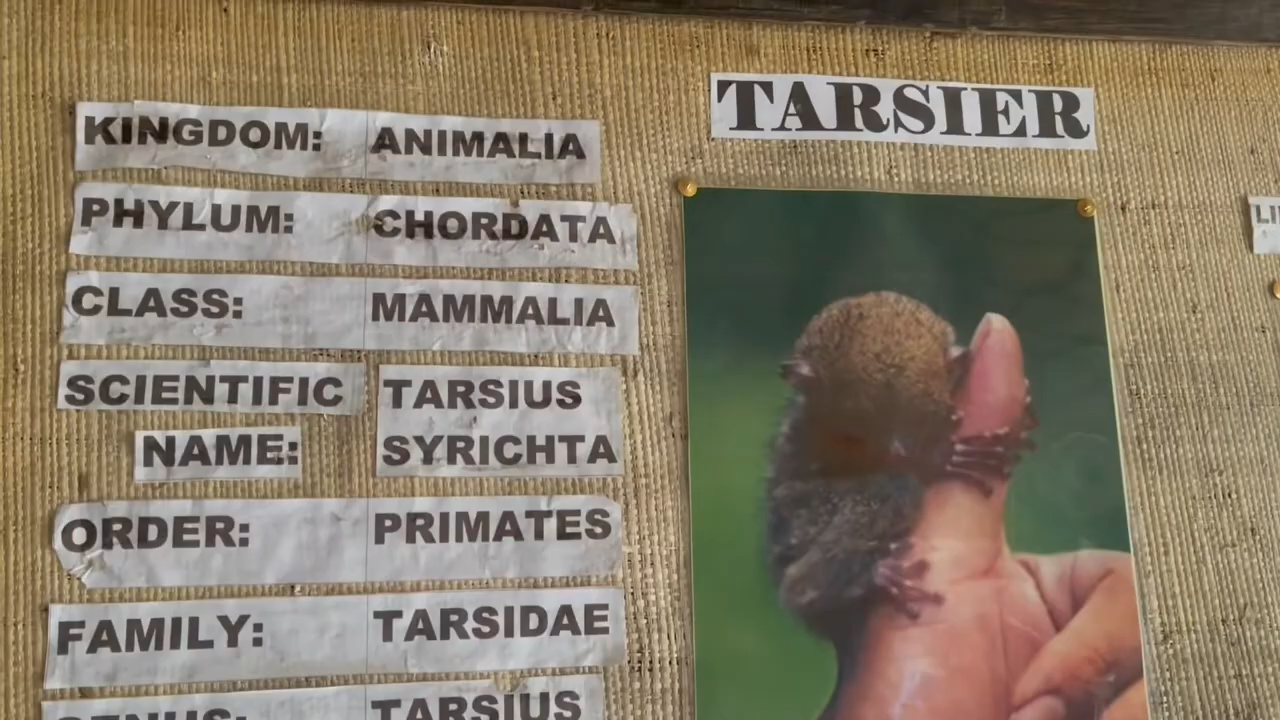 TARSIER
KINGDOM: ANIMALIA
PHYLUM: CHORDATA
CLASS: MAMMALIA
SCIENTIFIC NAME: TARSIUS SYRICHTA
ORDER: PRIMATES
FAMILY: TARSIDAE
GENUS: TARSIUS